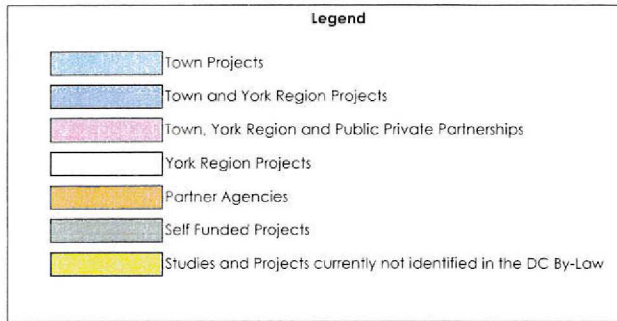 Legend
Town Projects
Town and York Region Projects
Town, York Region and Public Private Partnerships
York Region Projects
Partner Agencies
Self Funded Projects
Studies and Projects currently not identified in the DC By-Law